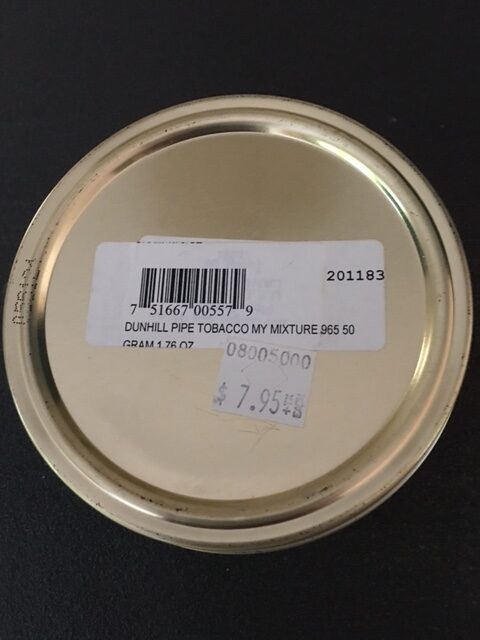 201183
7 51667 00557 9
DUNHILL PIPE TOBACCO MY MIXTURE 965 50
GRAM 1.76 OZ
08005000
$ 7.95